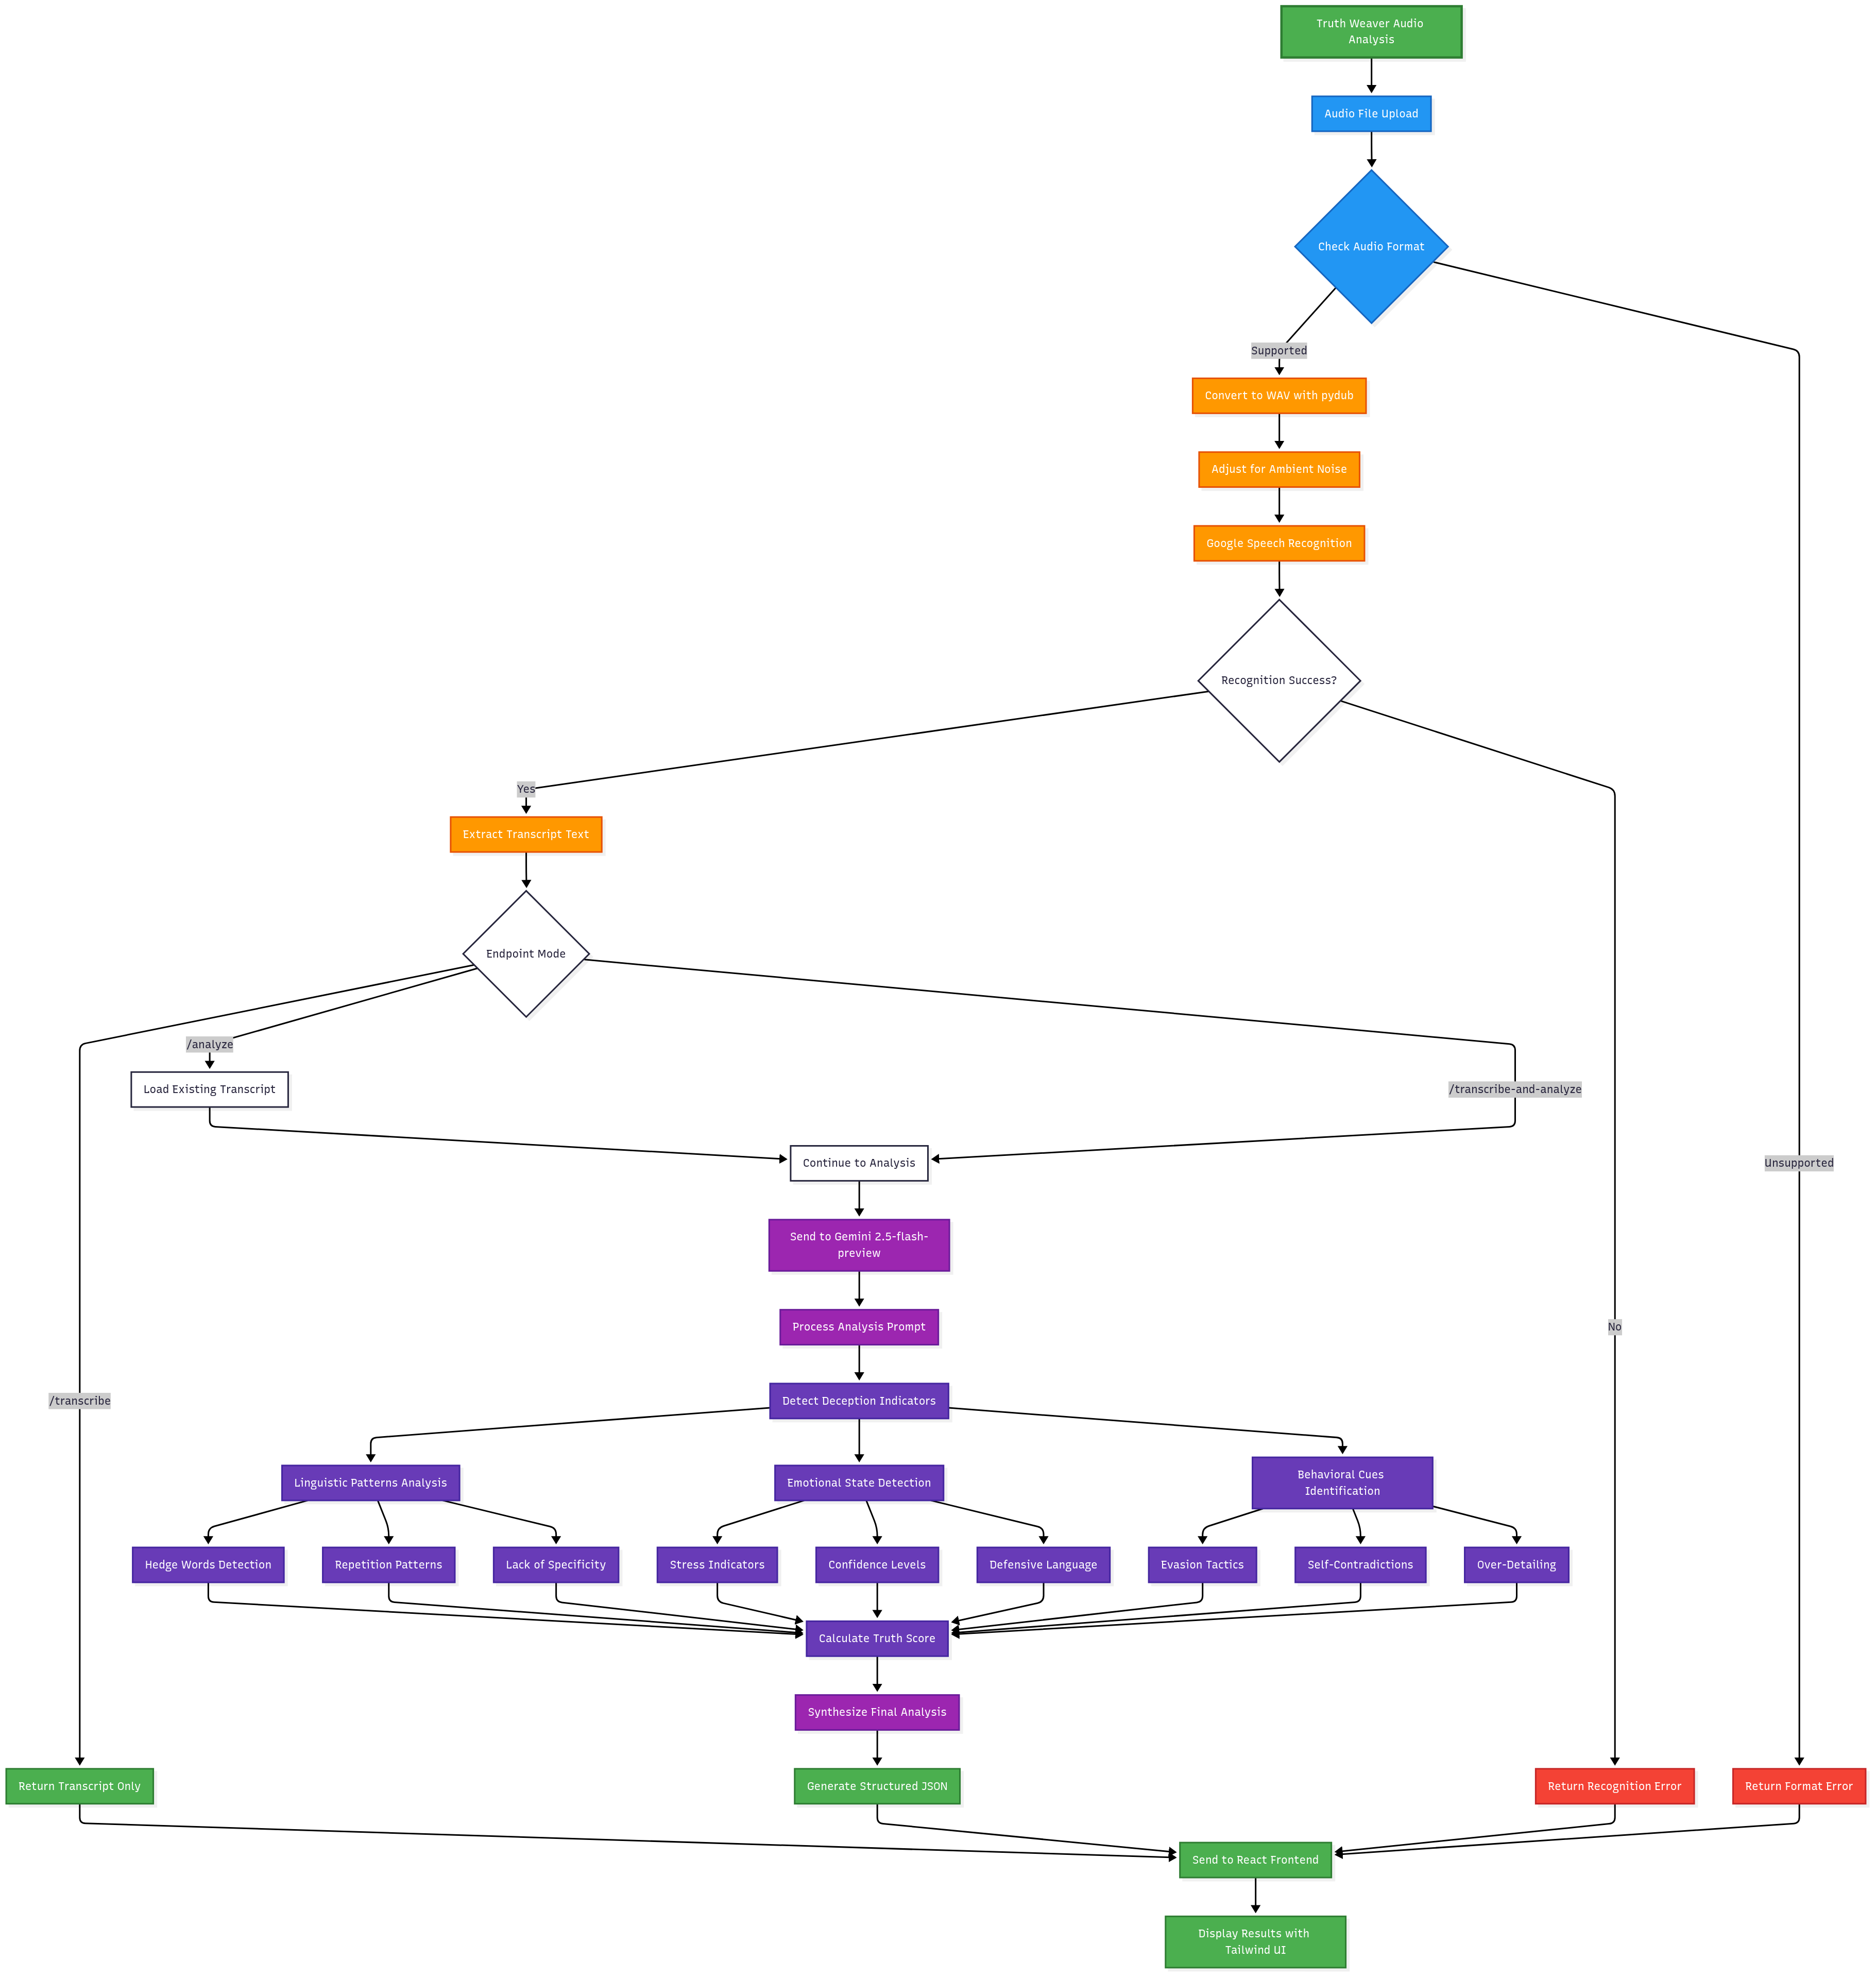 Truth Weaver Audio
Analysis
Audio File Upload
Check Audio Format
Supported
Convert to WAV with pydub
Adjust for Ambient Noise
Google Speech Recognition
Recognition Success?
Yes
Extract Transcript Text
Endpoint Mode
/analyze
Load Existing Transcript
/transcribe-and-analyze
Continue to Analysis
Unsupported
Send to Gemini 2.5-flash-
preview
Process Analysis Prompt
No
/transcribe
Detect Deception Indicators
Linguistic Patterns Analysis
Emotional State Detection
Behavioral Cues
Identification
Hedge Words Detection
Repetition Patterns
Lack of Specificity
Stress Indicators
Confidence Levels
Defensive Language
Evasion Tactics
Self-Contradictions
Over-Detailing
Calculate Truth Score
Synthesize Final Analysis
Return Transcript Only
Generate Structured JSON
Return Recognition Error
Return Format Error
Send to React Frontend
Display Results with
Tailwind UI